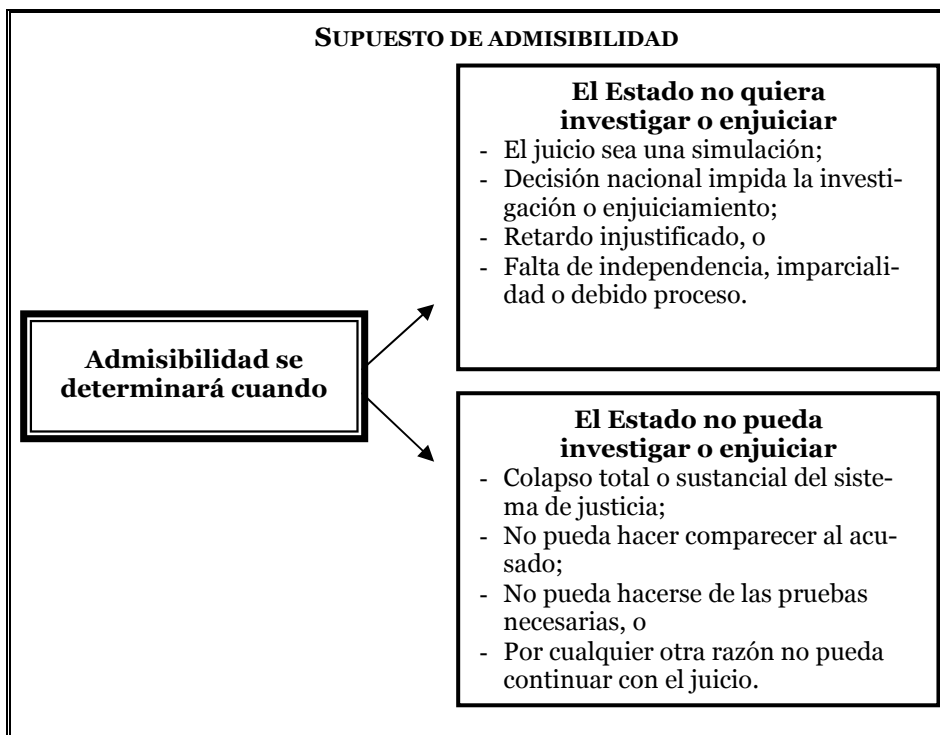 SUPUESTO DE ADMISIBILIDAD
Admisibilidad se
determinará cuando
El Estado no quiera
investigar o enjuiciar
- El juicio sea una simulación;
- Decisión nacional impida la investi-
gación o enjuiciamiento;
- Retardo injustificado, o
- Falta de independencia, imparciali-
dad o debido proceso.
El Estado no pueda
investigar o enjuiciar
- Colapso total o sustancial del siste-
ma de justicia;
- No pueda hacer comparecer al acu-
sado;
- No pueda hacerse de las pruebas
necesarias, o
- Por cualquier otra razón no pueda
continuar con el juicio.